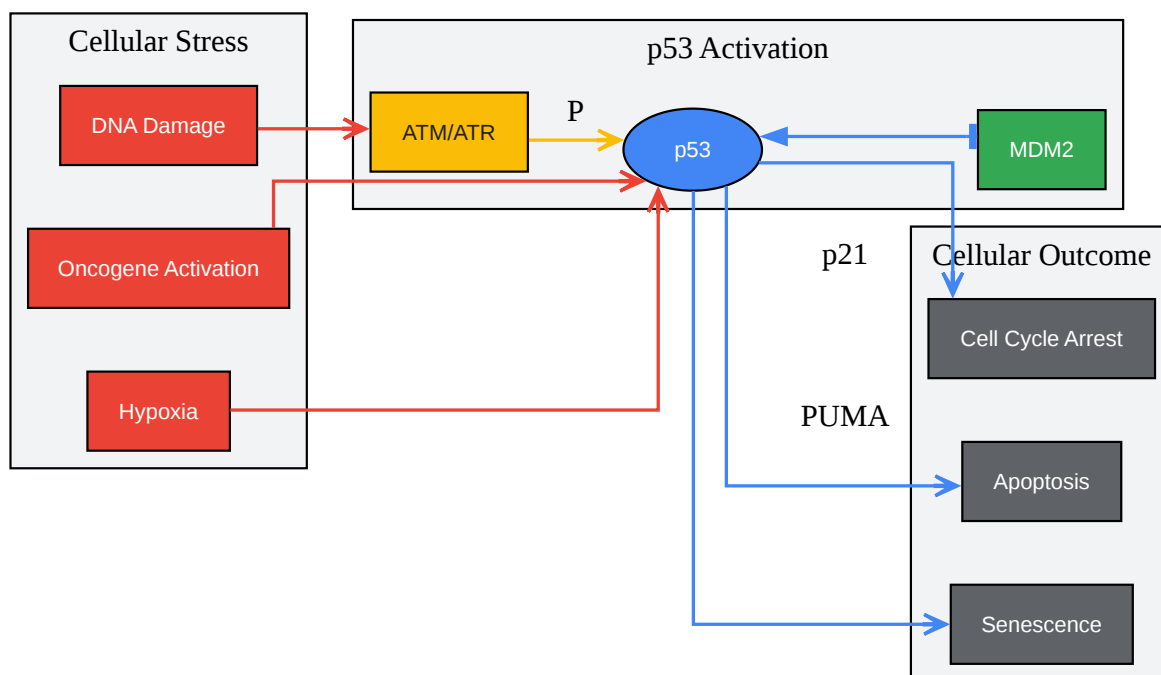 Cellular Stress
DNA Damage
Oncogene Activation
Hypoxia
p53 Activation
ATM/ATR
P
p53
MDM2
p21
PUMA
Cellular Outcome
Cell Cycle Arrest
Apoptosis
Senescence